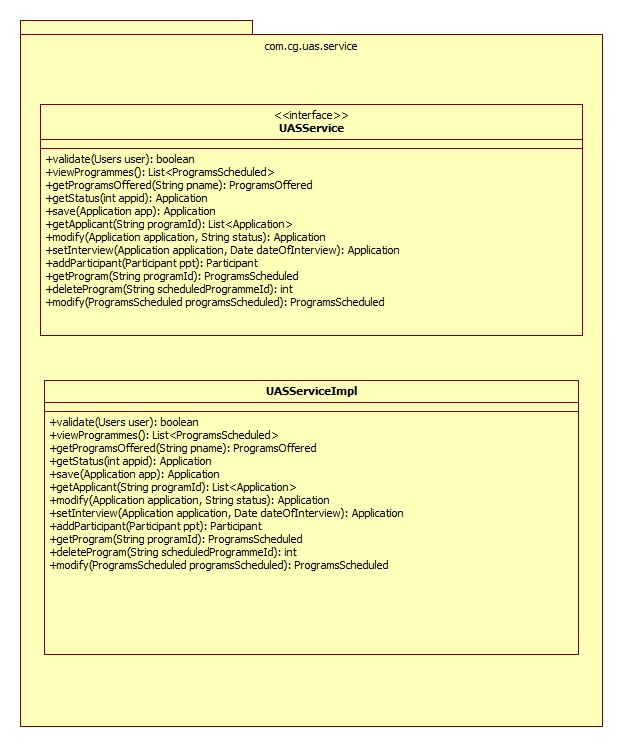 com.cg.uas.service
<<interface>>
UASService
+validate(Users user): boolean
+viewProgrammes(): List<ProgramsScheduled>
+getProgramsOffered(String pname): ProgramsOffered
+getStatus(int appid): Application
+save(Application app): Application
+getApplicant(String programId): List<Application>
+modify(Application application, String status): Application
+setInterview(Application application, Date dateOfInterview): Application
+addParticipant(Participant ppt): Participant
+getProgram(String programId): ProgramsScheduled
+deleteProgram(String scheduledProgrammeId): int
+modify(ProgramsScheduled programsScheduled): ProgramsScheduled
UASServiceImpl
+validate(Users user): boolean
+viewProgrammes(): List<ProgramsScheduled>
+getProgramsOffered(String pname): ProgramsOffered
+getStatus(int appid): Application
+save(Application app): Application
+getApplicant(String programId): List<Application>
+modify(Application application, String status): Application
+setInterview(Application application, Date dateOfInterview): Application
+addParticipant(Participant ppt): Participant
+getProgram(String programId): ProgramsScheduled
+deleteProgram(String scheduledProgrammeId): int
+modify(ProgramsScheduled programsScheduled): ProgramsScheduled